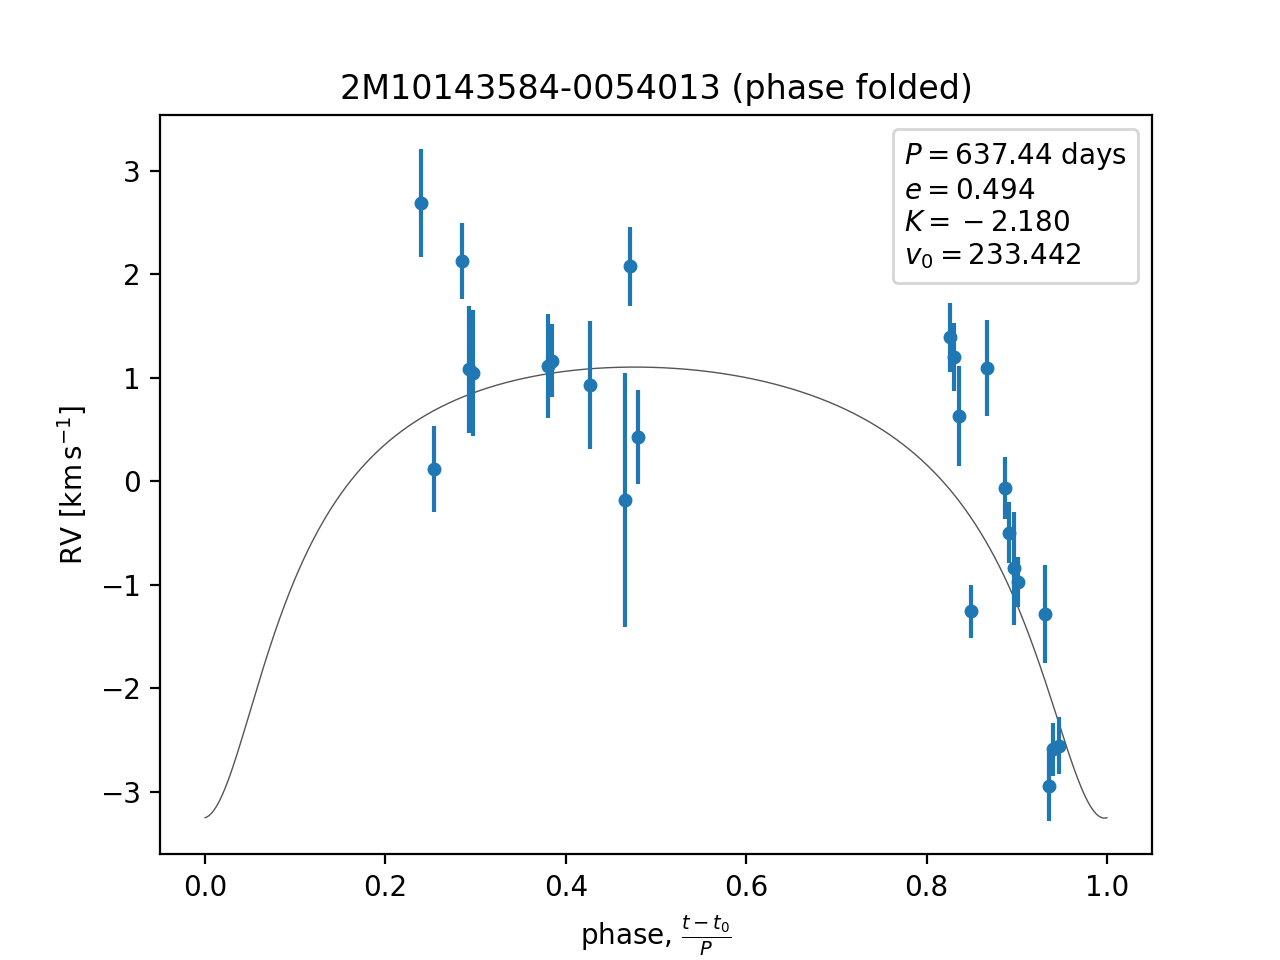 2M10143584-0054013 (phase folded)
P = 637.44 days
e = 0.494
K = −2.180
v₀ = 233.442
RV [km s⁻¹]
3
2
1
0
−1
−2
−3
0.0 0.2 0.4 0.6 0.8 1.0
phase, (t − t₀)/P